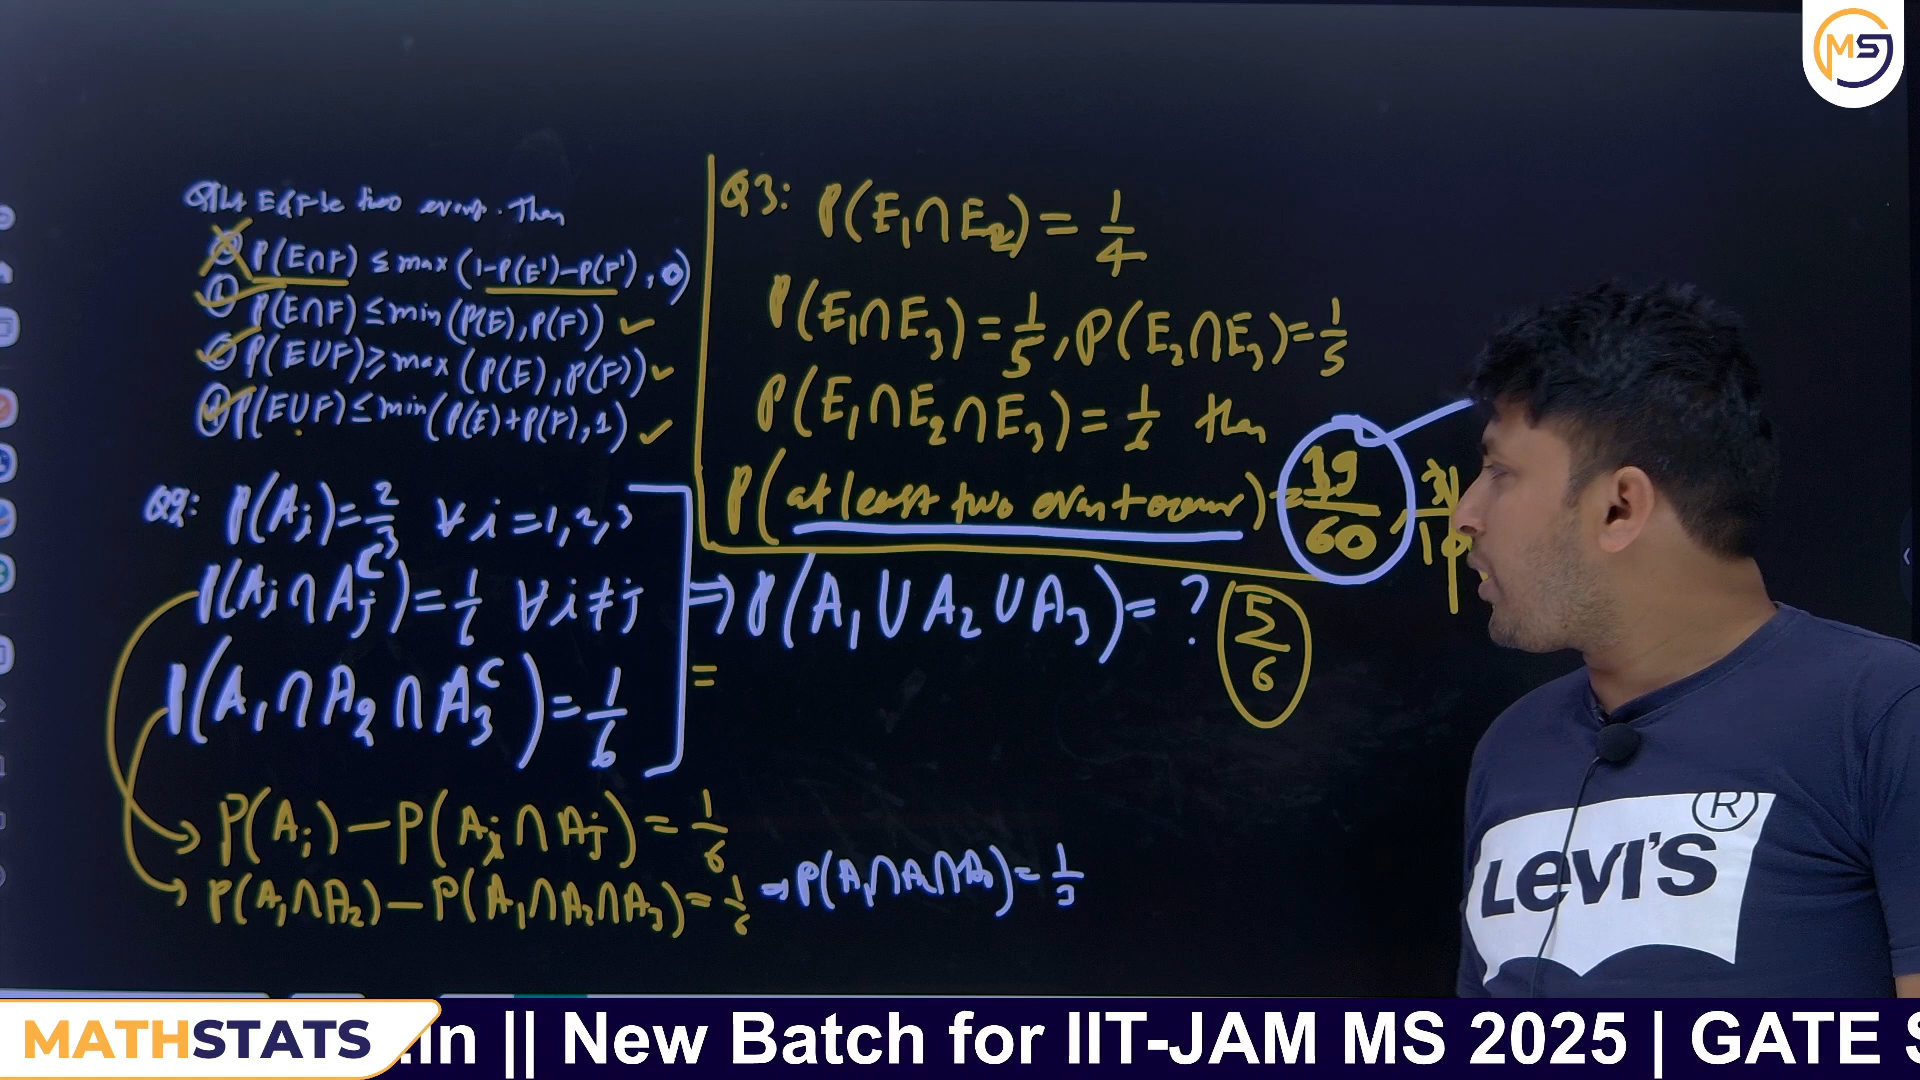 MS
Q1: Let E & F be two events. Then
P(E∩F) ≤ max (1-P(E')-P(F'), 0)
P(E∩F) ≤ min (P(E), P(F)) ✓
P(E∪F) ≥ max (P(E), P(F)) ✓
P(E∪F) ≤ min (P(E)+P(F), 1) ✓
Q2: P(Ai) = 2/3 ∀ i = 1, 2, 3
P(Ai ∩ Aj^C) = 1/6 ∀ i ≠ j
P(A1 ∩ A2 ∩ A3^C) = 1/6
⇒ P(A1 ∪ A2 ∪ A3) = ? 5/6
=
P(Ai) - P(Ai ∩ Aj) = 1/6
P(A1∩A2) - P(A1∩A2∩A3) = 1/6 ⇒ P(A1∩A2∩A3) = 1/3
Q3: P(E1 ∩ E2) = 1/4
P(E1 ∩ E3) = 1/5, P(E2 ∩ E3) = 1/5
P(E1 ∩ E2 ∩ E3) = 1/6 then
P(at least two event occur) = 19/60
LEVI'S ®
MATHSTATS .in || New Batch for IIT-JAM MS 2025 | GATE S